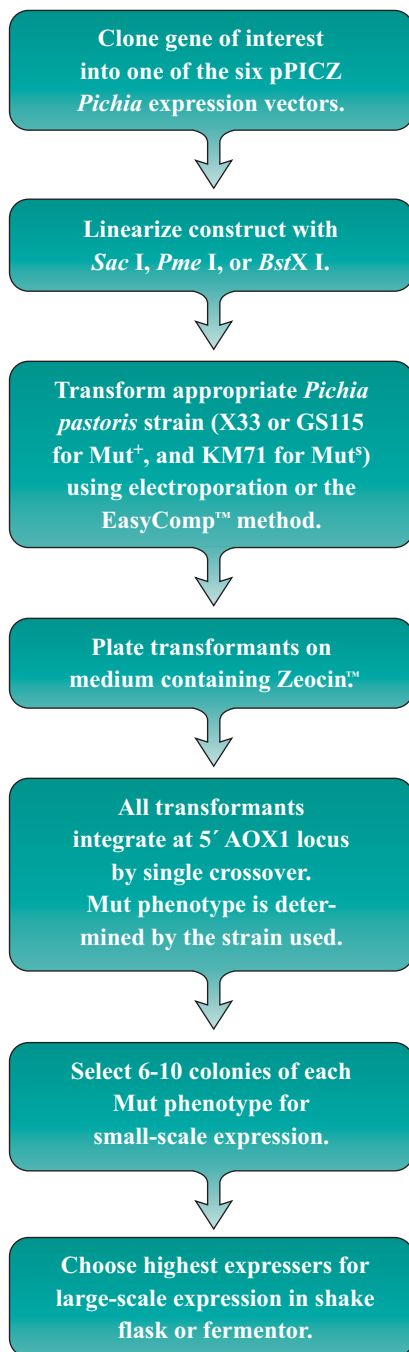 Clone gene of interest
into one of the six pPICZ
Pichia expression vectors.
Linearize construct with
Sac I, Pme I, or BstX I.
Transform appropriate Pichia
pastoris strain (X33 or GS115
for Mut⁺, and KM71 for Mutˢ)
using electroporation or the
EasyComp™ method.
Plate transformants on
medium containing Zeocin.™
All transformants
integrate at 5´ AOX1 locus
by single crossover.
Mut phenotype is deter-
mined by the strain used.
Select 6-10 colonies of each
Mut phenotype for
small-scale expression.
Choose highest expressers for
large-scale expression in shake
flask or fermentor.